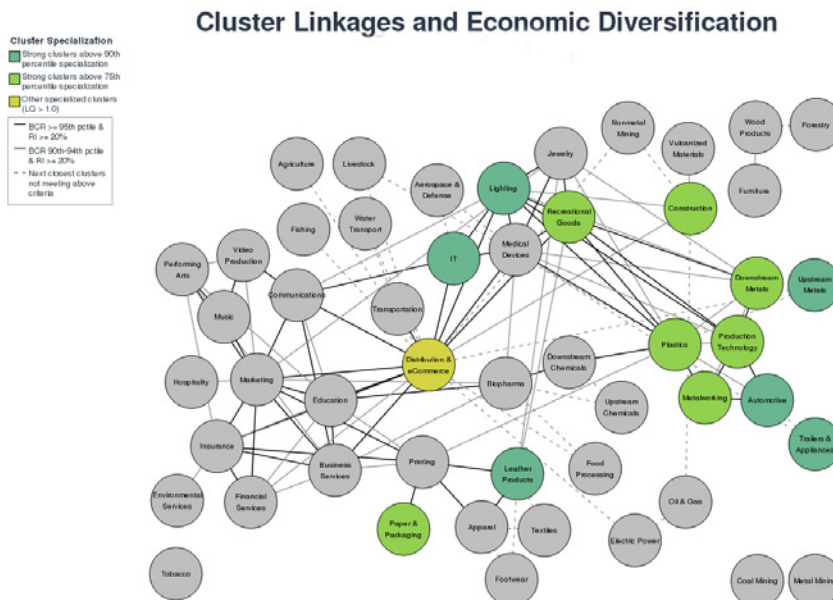 Cluster Linkages and Economic Diversification
Cluster Specialization
Strong clusters above 90th
percentile specialization
Strong clusters above 75th
percentile specialization
Other specialized clusters
(LQ > 1.0)
BCR >= 95th pctile &
RI >= 20%
BCR 90th-94th pctile
& RI >= 20%
Next closest clusters
not meeting above
criteria
Agriculture
Livestock
Aerospace &
Defense
Lighting
Jewelry
Nonmetal
Mining
Vulcanized
Materials
Wood
Products
Forestry
Furniture
Fishing
Water
Transport
Recreational
Goods
Construction
Performing
Arts
Video
Production
IT
Medical
Devices
Communications
Transportation
Downstream
Metals
Upstream
Metals
Music
Distribution &
eCommerce
Downstream
Chemicals
Plastics
Production
Technology
Hospitality
Marketing
Education
Biopharma
Upstream
Chemicals
Metalworking
Automotive
Insurance
Business
Services
Printing
Leather
Products
Food
Processing
Trailers &
Appliances
Environmental
Services
Financial
Services
Paper &
Packaging
Apparel
Textiles
Oil & Gas
Electric Power
Tobacco
Footwear
Coal Mining
Metal Mining